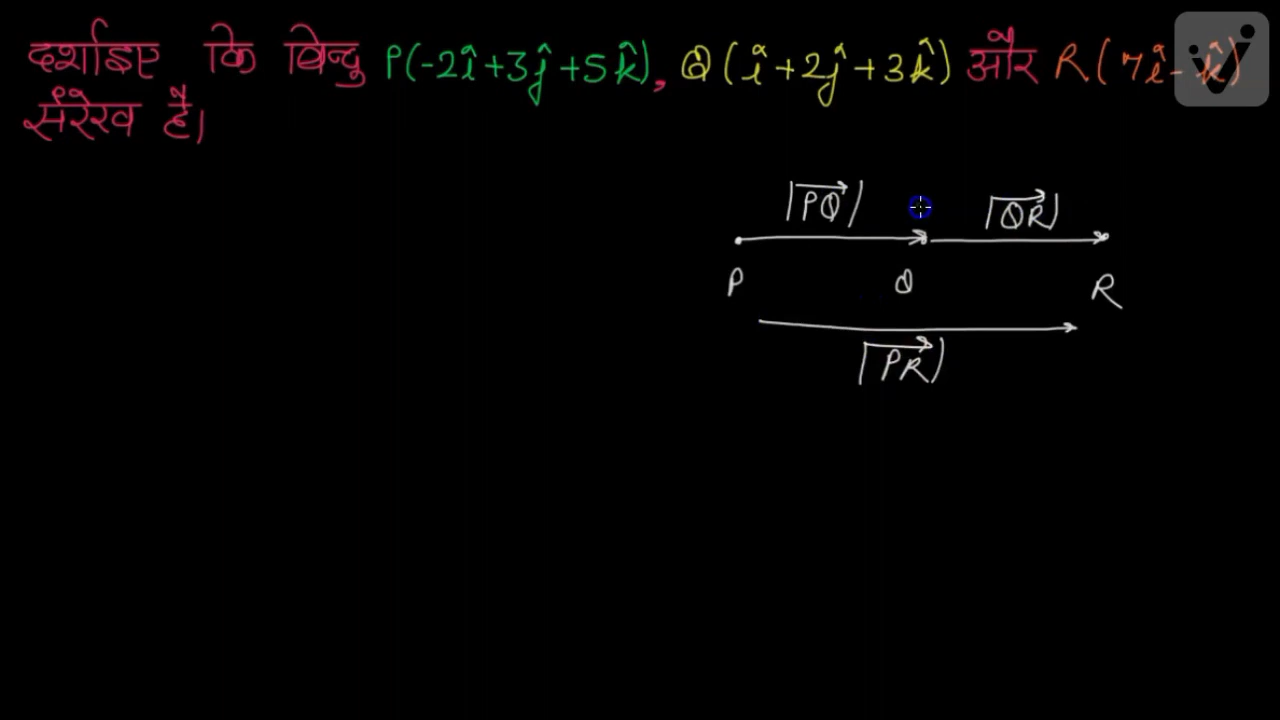 दर्शाइए कि बिन्दु P(-2î+3ĵ+5k̂), Q(î+2ĵ+3k̂) और R(7î-k̂)
संरेख है।
|PQ⃗| |QR⃗|
P Q R
|PR⃗|